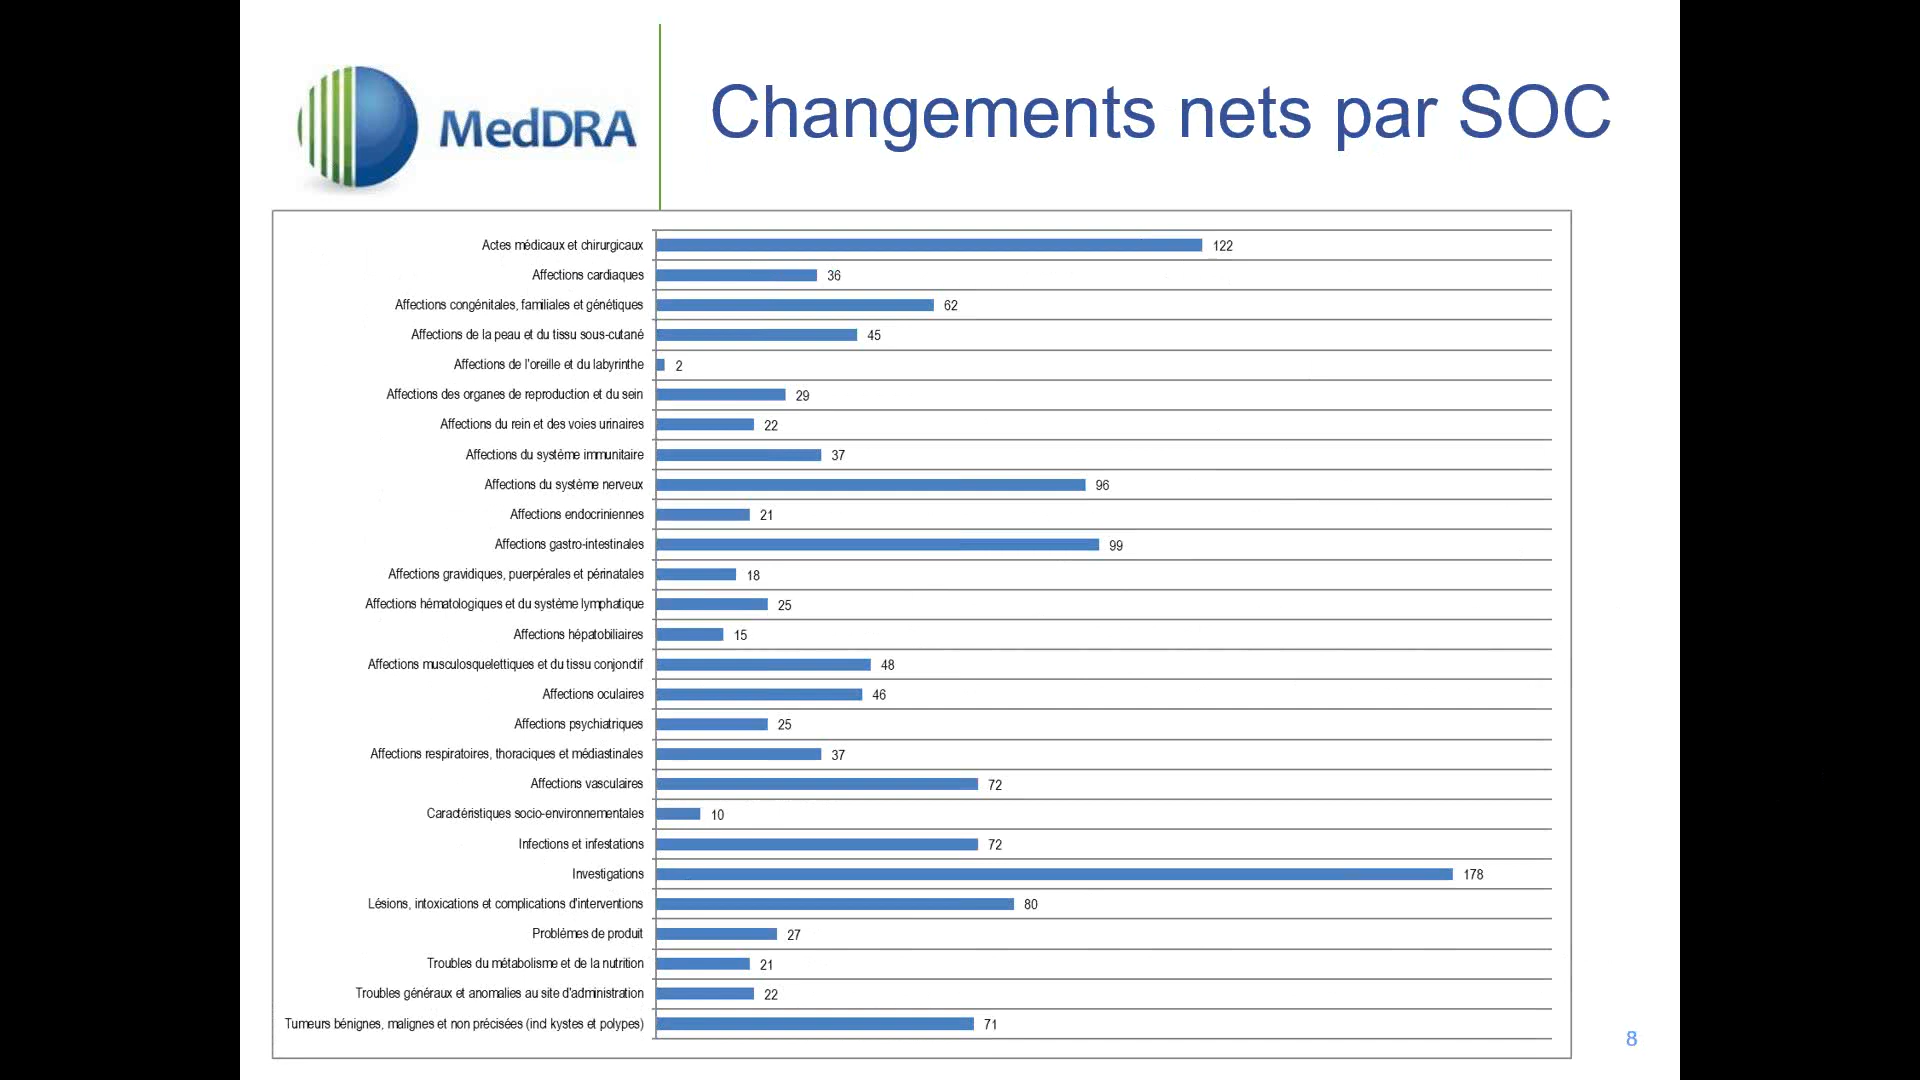 MedDRA
Changements nets par SOC
Actes médicaux et chirurgicaux 122
Affections cardiaques 36
Affections congénitales, familiales et génétiques 62
Affections de la peau et du tissu sous-cutané 45
Affections de l'oreille et du labyrinthe 2
Affections des organes de reproduction et du sein 29
Affections du rein et des voies urinaires 22
Affections du système immunitaire 37
Affections du système nerveux 96
Affections endocriniennes 21
Affections gastro-intestinales 99
Affections gravidiques, puerpérales et périnatales 18
Affections hématologiques et du système lymphatique 25
Affections hépatobiliaires 15
Affections musculosquelettiques et du tissu conjonctif 48
Affections oculaires 46
Affections psychiatriques 25
Affections respiratoires, thoraciques et médiastinales 37
Affections vasculaires 72
Caractéristiques socio-environnementales 10
Infections et infestations 72
Investigations 178
Lésions, intoxications et complications d'interventions 80
Problèmes de produit 27
Troubles du métabolisme et de la nutrition 21
Troubles généraux et anomalies au site d'administration 22
Tumeurs bénignes, malignes et non précisées (incl kystes et polypes) 71
8